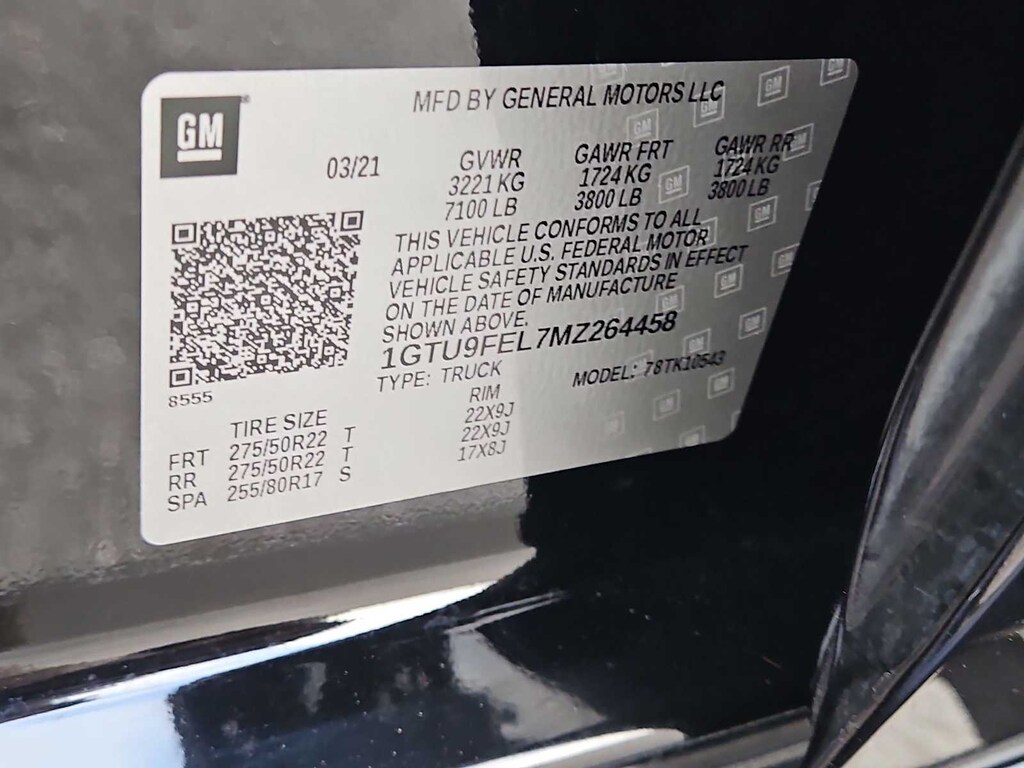 GM
MFD BY GENERAL MOTORS LLC
03/21
GVWR GAWR FRT GAWR RR
3221 KG 1724 KG 1724 KG
7100 LB 3800 LB 3800 LB
THIS VEHICLE CONFORMS TO ALL
APPLICABLE U.S. FEDERAL MOTOR
VEHICLE SAFETY STANDARDS IN EFFECT
ON THE DATE OF MANUFACTURE
SHOWN ABOVE.
1GTU9FEL7MZ264458
TYPE: TRUCK MODEL: 78TK10543
8555
TIRE SIZE RIM
FRT 275/50R22 T 22X9J
RR 275/50R22 T 22X9J
SPA 255/80R17 S 17X8J